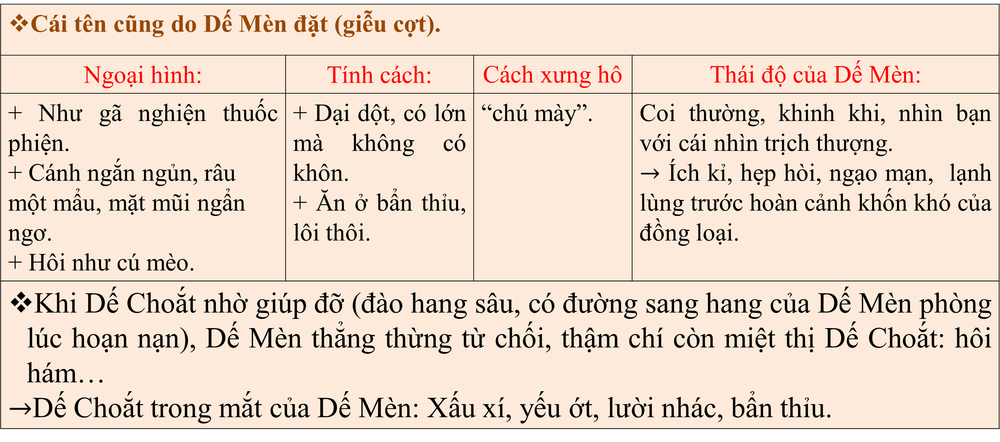 ❖Cái tên cũng do Dế Mèn đặt (giễu cợt).
Ngoại hình:
Tính cách:
Cách xưng hô
Thái độ của Dế Mèn:
+ Như gã nghiện thuốc
phiện.
+ Cánh ngắn ngủn, râu
một mẩu, mặt mũi ngẩn
ngơ.
+ Hôi như cú mèo.
+ Dại dột, có lớn
mà không có
khôn.
+ Ăn ở bẩn thỉu,
lôi thôi.
“chú mày”.
Coi thường, khinh khi, nhìn bạn
với cái nhìn trịch thượng.
→ Ích kỉ, hẹp hòi, ngạo mạn, lạnh
lùng trước hoàn cảnh khốn khó của
đồng loại.
❖Khi Dế Choắt nhờ giúp đỡ (đào hang sâu, có đường sang hang của Dế Mèn phòng
lúc hoạn nạn), Dế Mèn thẳng thừng từ chối, thậm chí còn miệt thị Dế Choắt: hôi
hám…
→Dế Choắt trong mắt của Dế Mèn: Xấu xí, yếu ớt, lười nhác, bẩn thỉu.